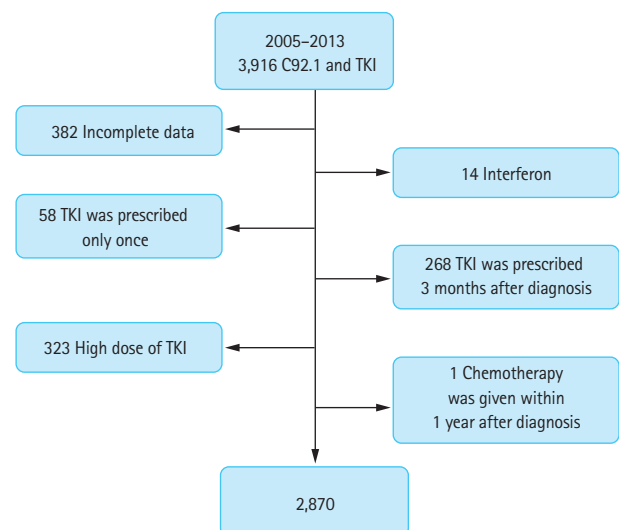 2005–2013
3,916 C92.1 and TKI
382 Incomplete data
14 Interferon
58 TKI was prescribed
only once
268 TKI was prescribed
3 months after diagnosis
323 High dose of TKI
1 Chemotherapy
was given within
1 year after diagnosis
2,870